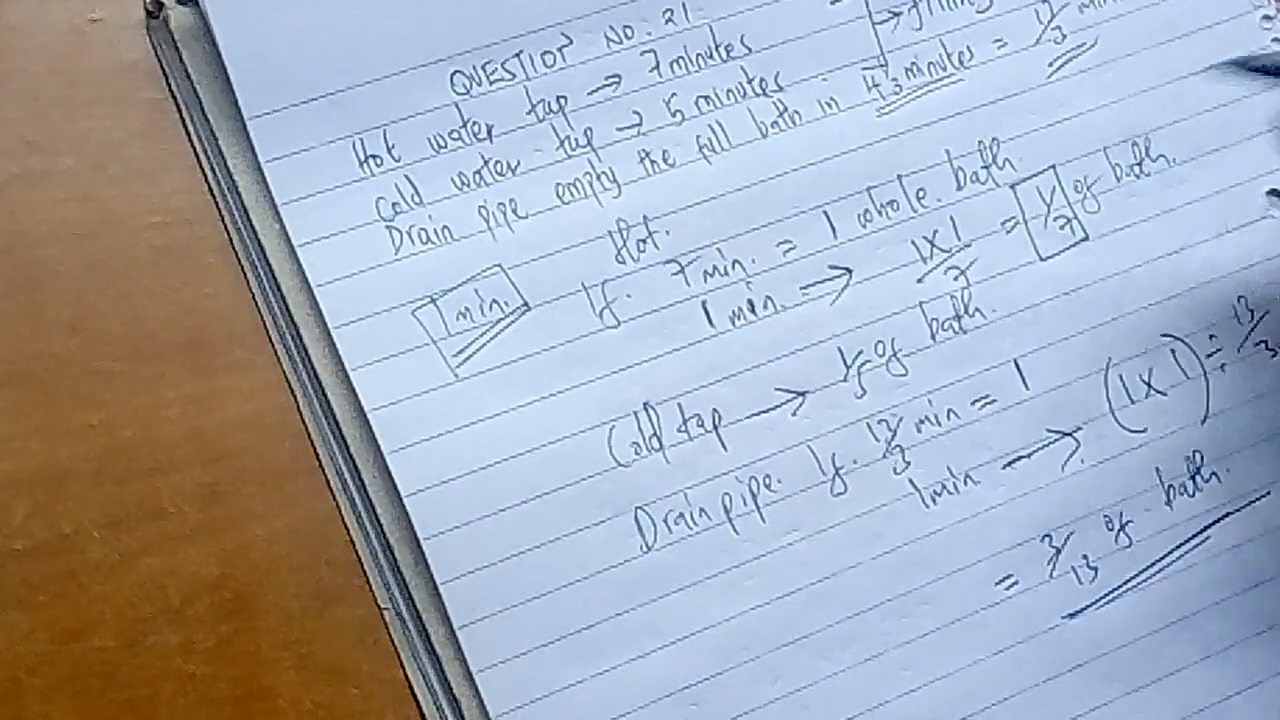 QUESTION NO. 21
Hot water tap → 7 minutes
Cold water tap → 5 minutes
→ filling
Drain pipe empty the full bath in 4⅓ minutes = 13/3 min
Hot.
1 min.
If 7 min. = 1 whole bath
1 min → 1X1/7 = 1/7 of bath.
Cold tap → 1/5 of bath.
Drain pipe. If 13/3 min = 1
1 min → (1X1) ÷ 13/3
= 3/13 of bath.